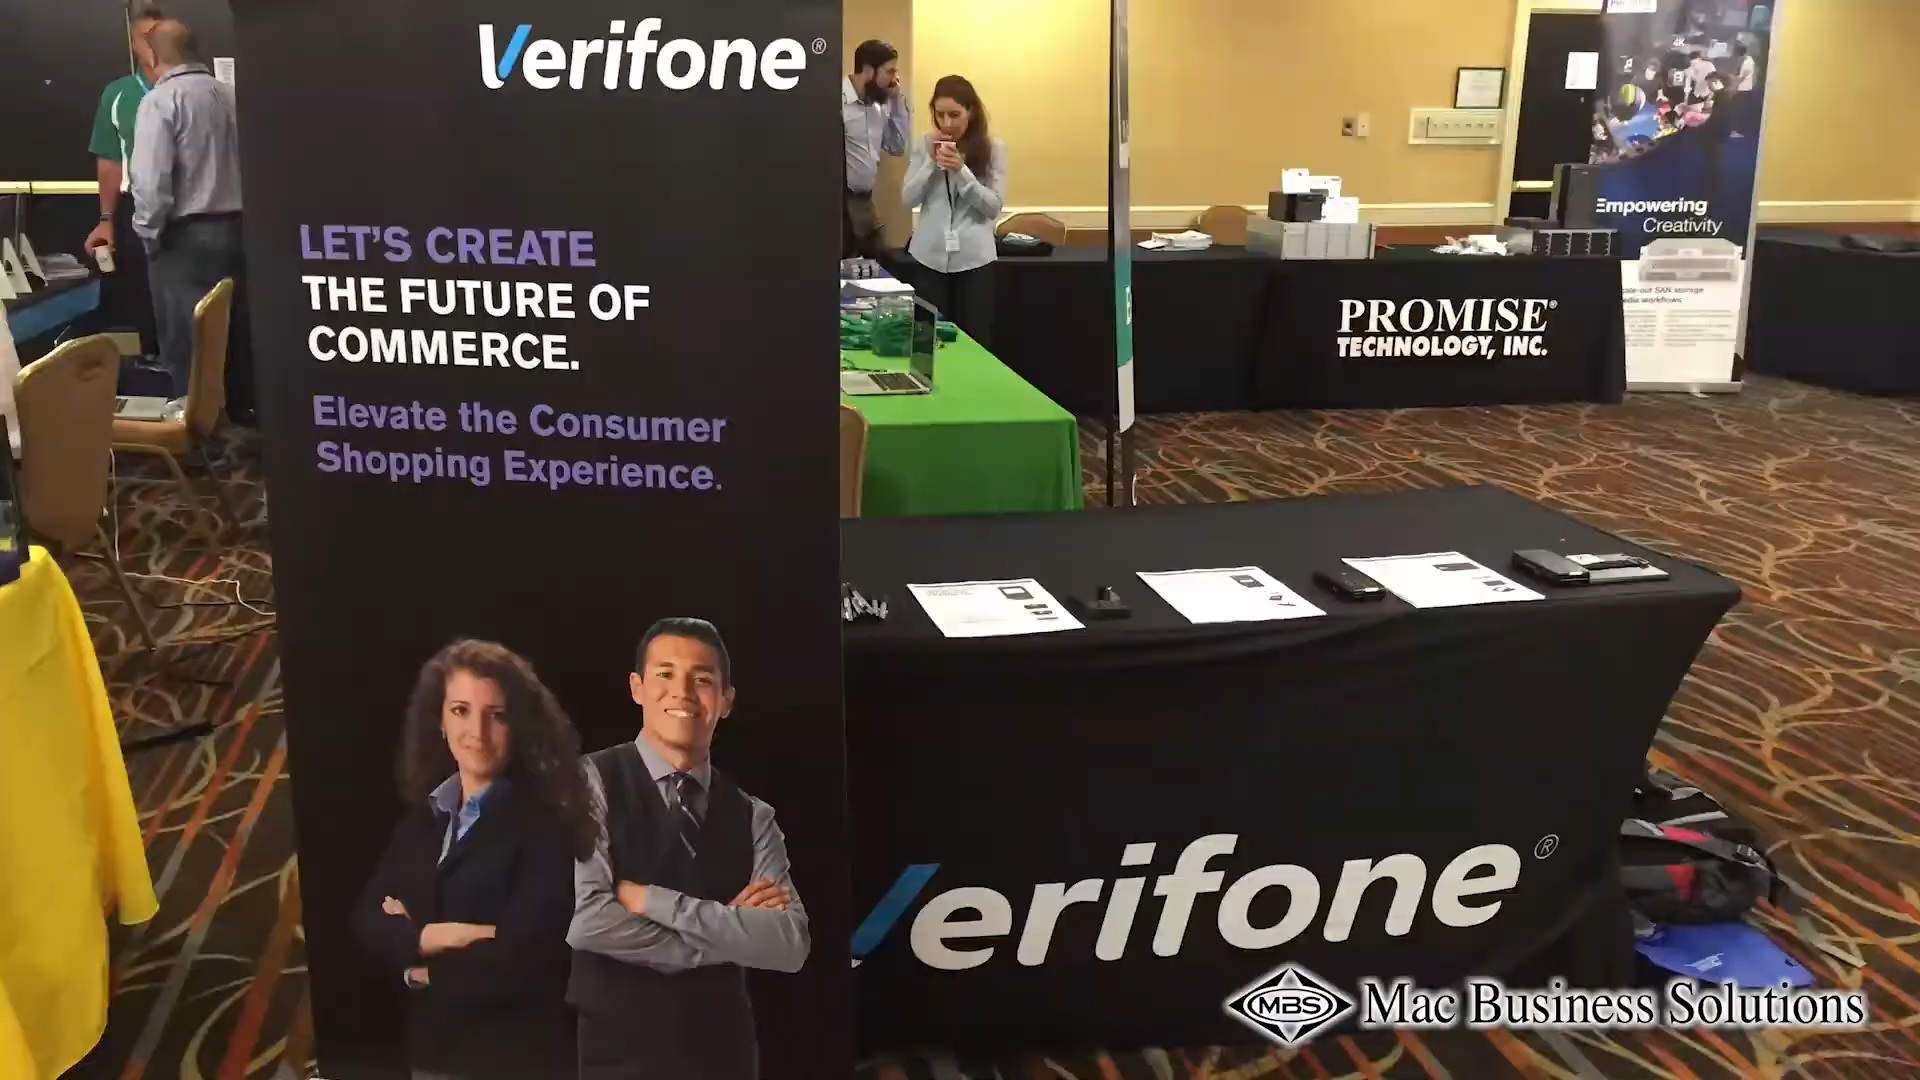 Verifone®
LET'S CREATE
THE FUTURE OF
COMMERCE.
Elevate the Consumer
Shopping Experience.
Empowering
Creativity
PROMISE®
TECHNOLOGY, INC.
Verifone®
MBS Mac Business Solutions